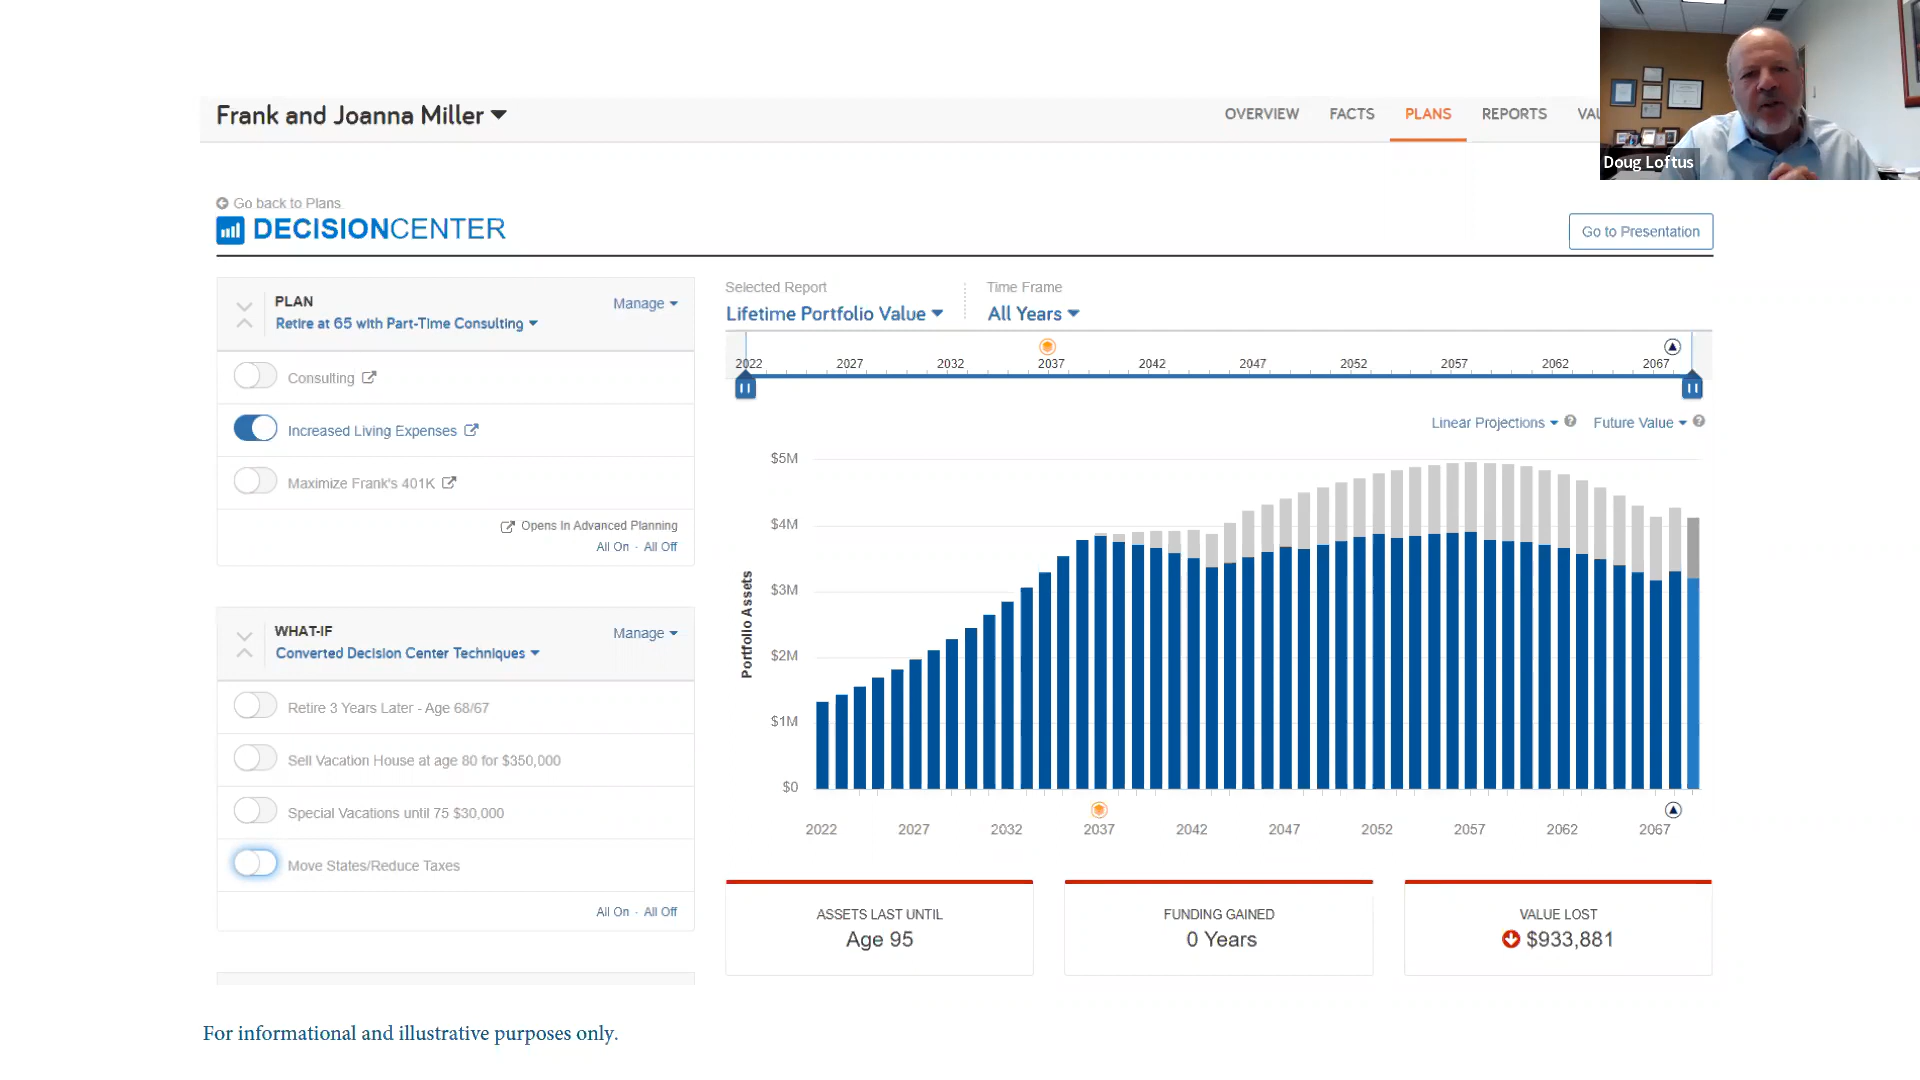 Frank and Joanna Miller
OVERVIEW FACTS PLANS REPORTS
Doug Loftus
Go back to Plans
DECISIONCENTER
Go to Presentation
PLAN
Retire at 65 with Part-Time Consulting
Manage
Consulting
Increased Living Expenses
Maximize Frank's 401K
Opens In Advanced Planning
All On - All Off
WHAT-IF
Converted Decision Center Techniques
Manage
Retire 3 Years Later - Age 68/67
Sell Vacation House at age 80 for $350,000
Special Vacations until 75 $30,000
Move States/Reduce Taxes
All On - All Off
Selected Report
Lifetime Portfolio Value
Time Frame
All Years
2022 2027 2032 2037 2042 2047 2052 2057 2062 2067
Linear Projections ? Future Value ?
Portfolio Assets
$5M
$4M
$3M
$2M
$1M
$0
2022 2027 2032 2037 2042 2047 2052 2057 2062 2067
ASSETS LAST UNTIL
Age 95
FUNDING GAINED
0 Years
VALUE LOST
$933,881
For informational and illustrative purposes only.